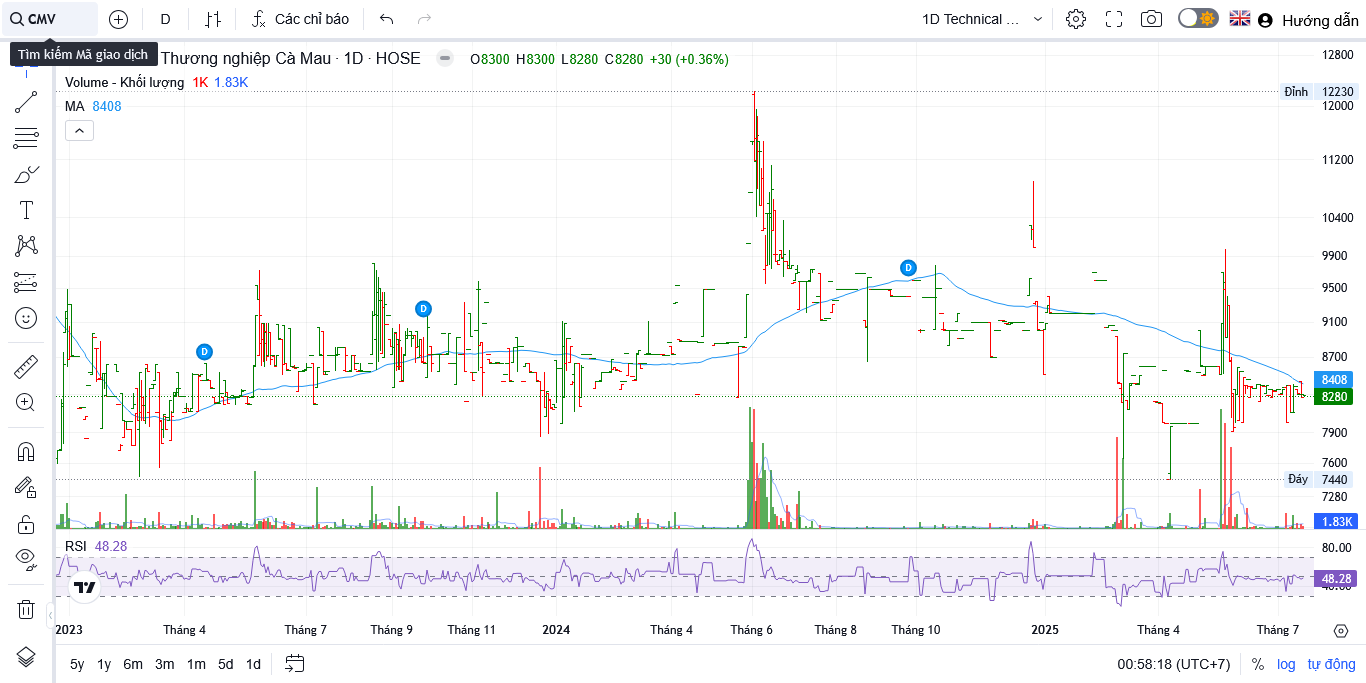 CMV D Các chỉ báo 1D Technical ... Hướng dẫn
Tìm kiếm Mã giao dịch
Thương nghiệp Cà Mau · 1D · HOSE O8300 H8300 L8280 C8280 +30 (+0.36%)
Volume - Khối lượng 1K 1.83K
MA 8408
12800
Đỉnh 12230
12000
11200
10400
9900
9500
9100
8700
8408
8280
7900
7600
Đáy 7440
7280
1.83K
D
D
D
RSI 48.28
80.00
48.28
2023 Tháng 4 Tháng 7 Tháng 9 Tháng 11 2024 Tháng 4 Tháng 6 Tháng 8 Tháng 10 2025 Tháng 4 Tháng 7
5y 1y 6m 3m 1m 5d 1d 00:58:18 (UTC+7) % log tự động